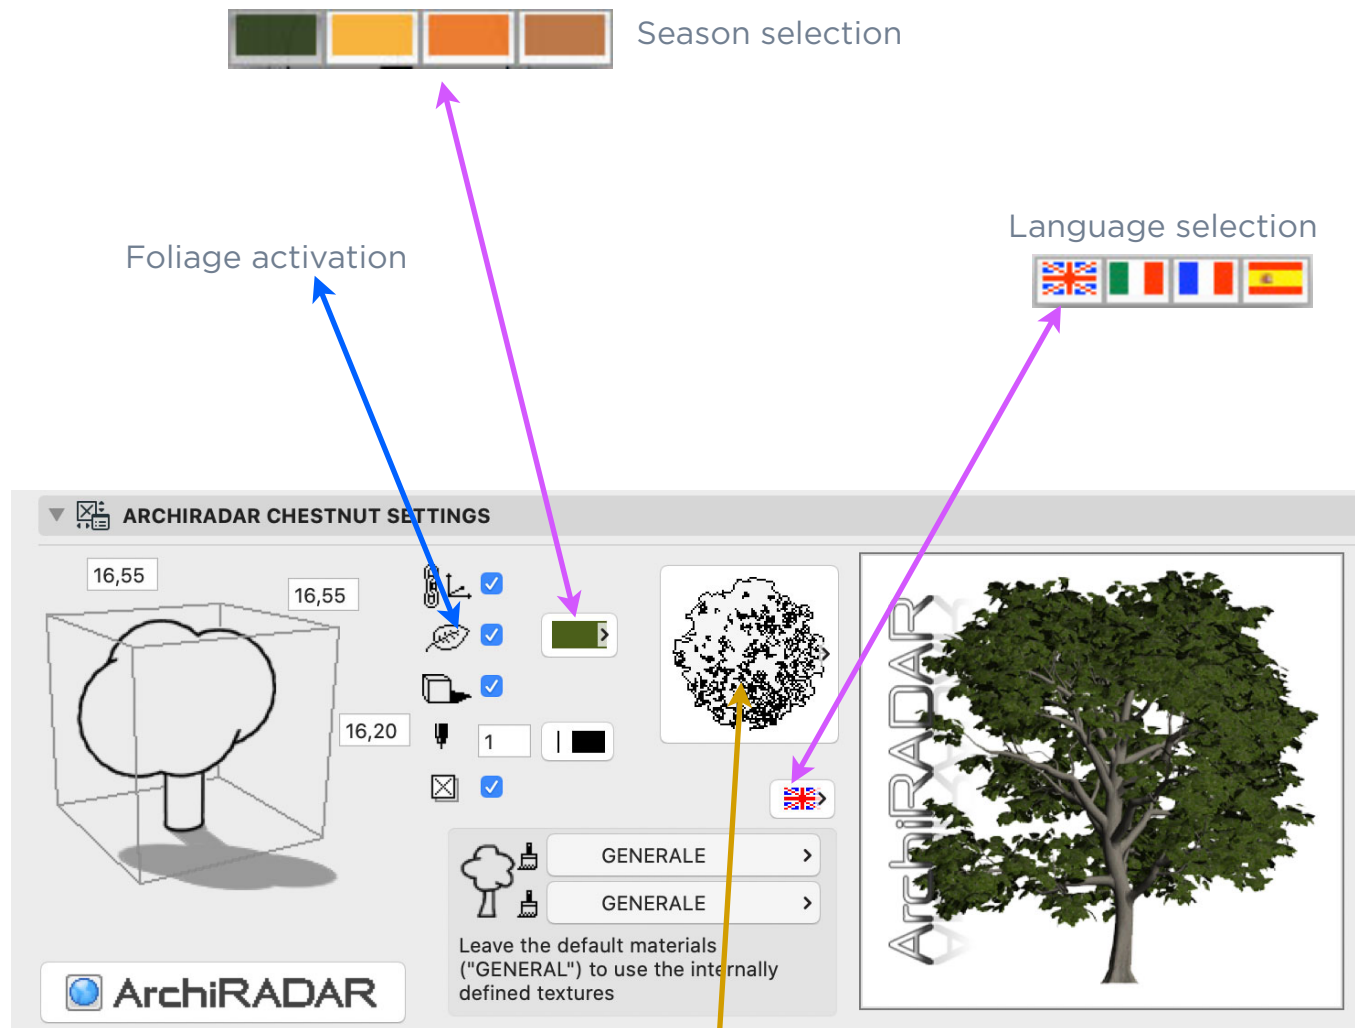 Season selection
Language selection
Foliage activation
ARCHIRADAR CHESTNUT SETTINGS
16,55
16,55
16,20
1
GENERALE
GENERALE
Leave the default materials
("GENERAL") to use the internally
defined textures
ArchiRADAR
ArchiRADAR